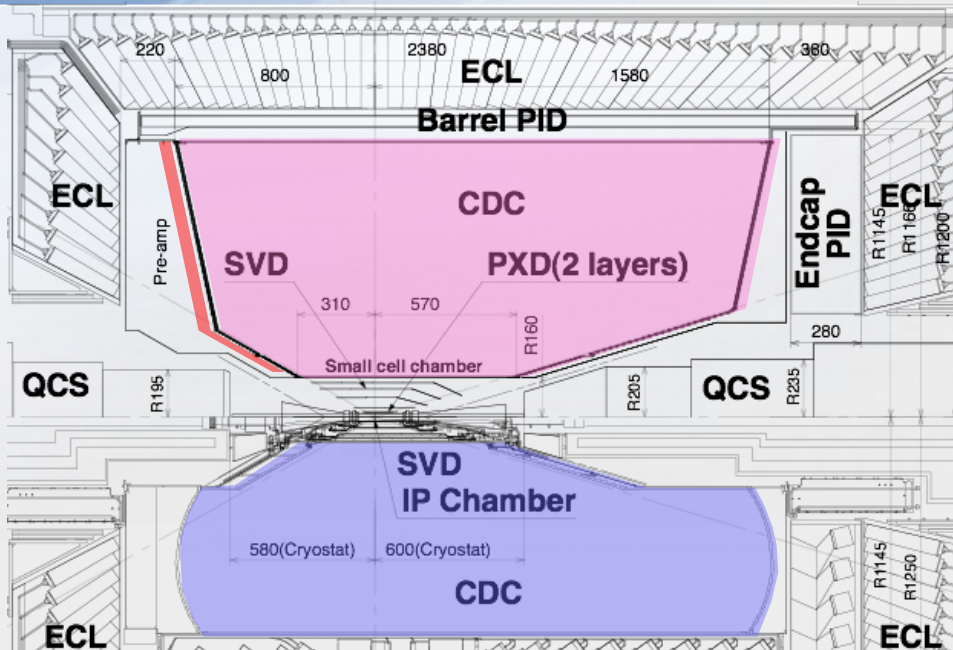 220
2380
380
800
ECL
1580
Barrel PID
ECL
CDC
ECL
Pre-amp
Endcap
PID
R1145
R1168
R1200
SVD
PXD(2 layers)
310
570
R160
280
Small cell chamber
QCS
R195
R205
QCS
R235
SVD
IP Chamber
580(Cryostat)
600(Cryostat)
R1145
R1250
CDC
ECL
ECL